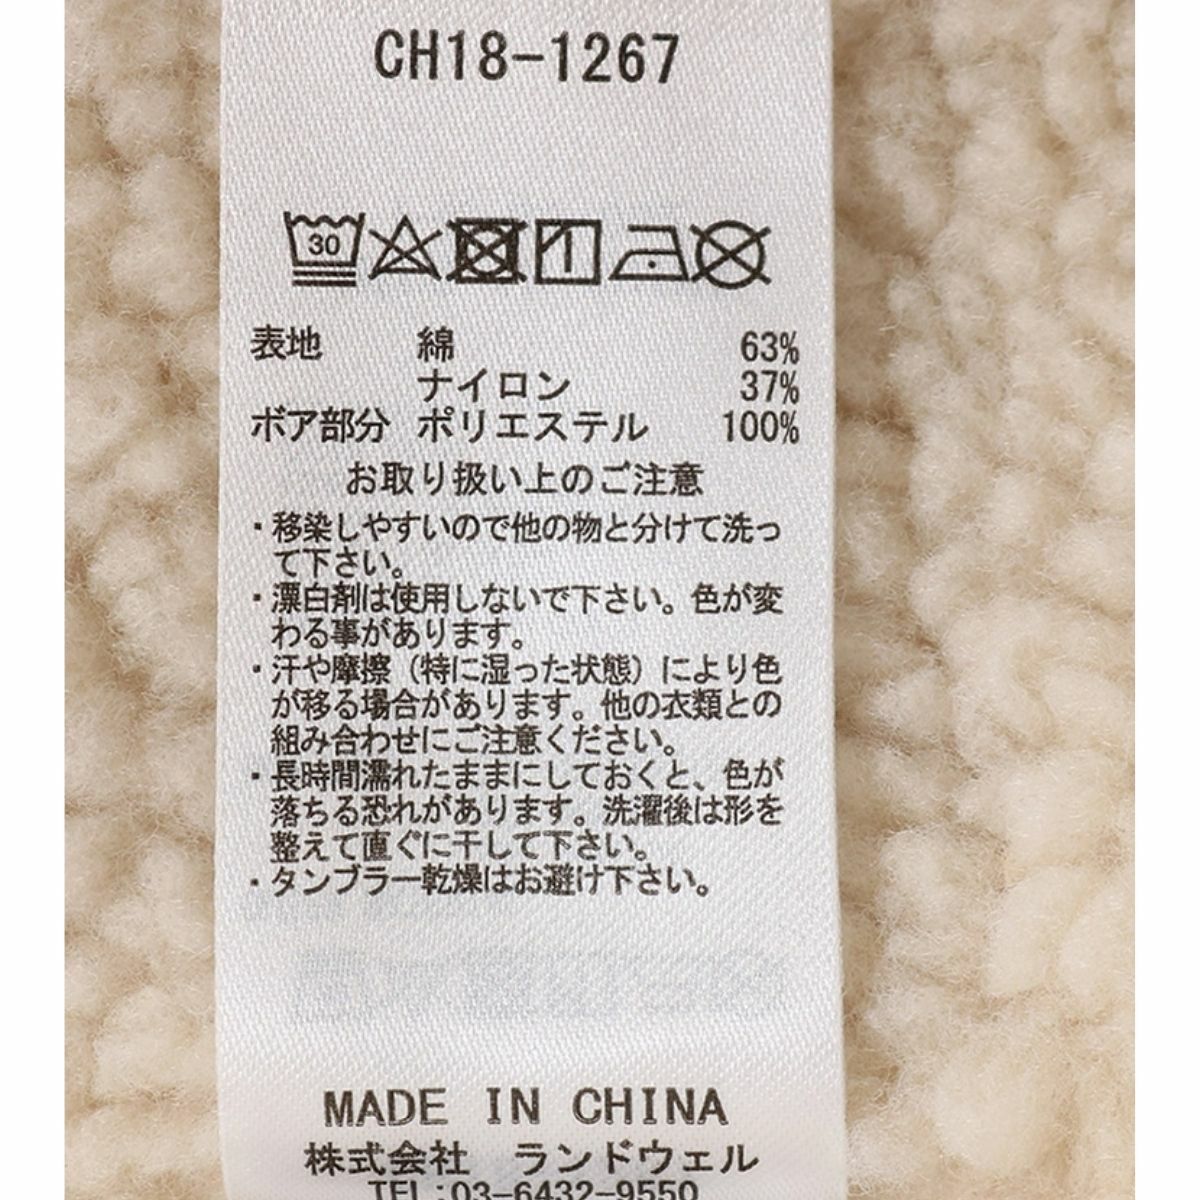 CH18-1267
30
表地 綿 63%
ナイロン 37%
ボア部分 ポリエステル 100%
お取り扱い上のご注意
・移染しやすいので他の物と分けて洗っ
て下さい。
・漂白剤は使用しないで下さい。色が変
わる事があります。
・汗や摩擦(特に湿った状態)により色
が移る場合があります。他の衣類との
組み合わせにご注意ください。
・長時間濡れたままにしておくと、色が
落ちる恐れがあります。洗濯後は形を
整えて直ぐに干して下さい。
・タンブラー乾燥はお避け下さい。
MADE IN CHINA
株式会社 ランドウェル
TEL:03-6432-9550